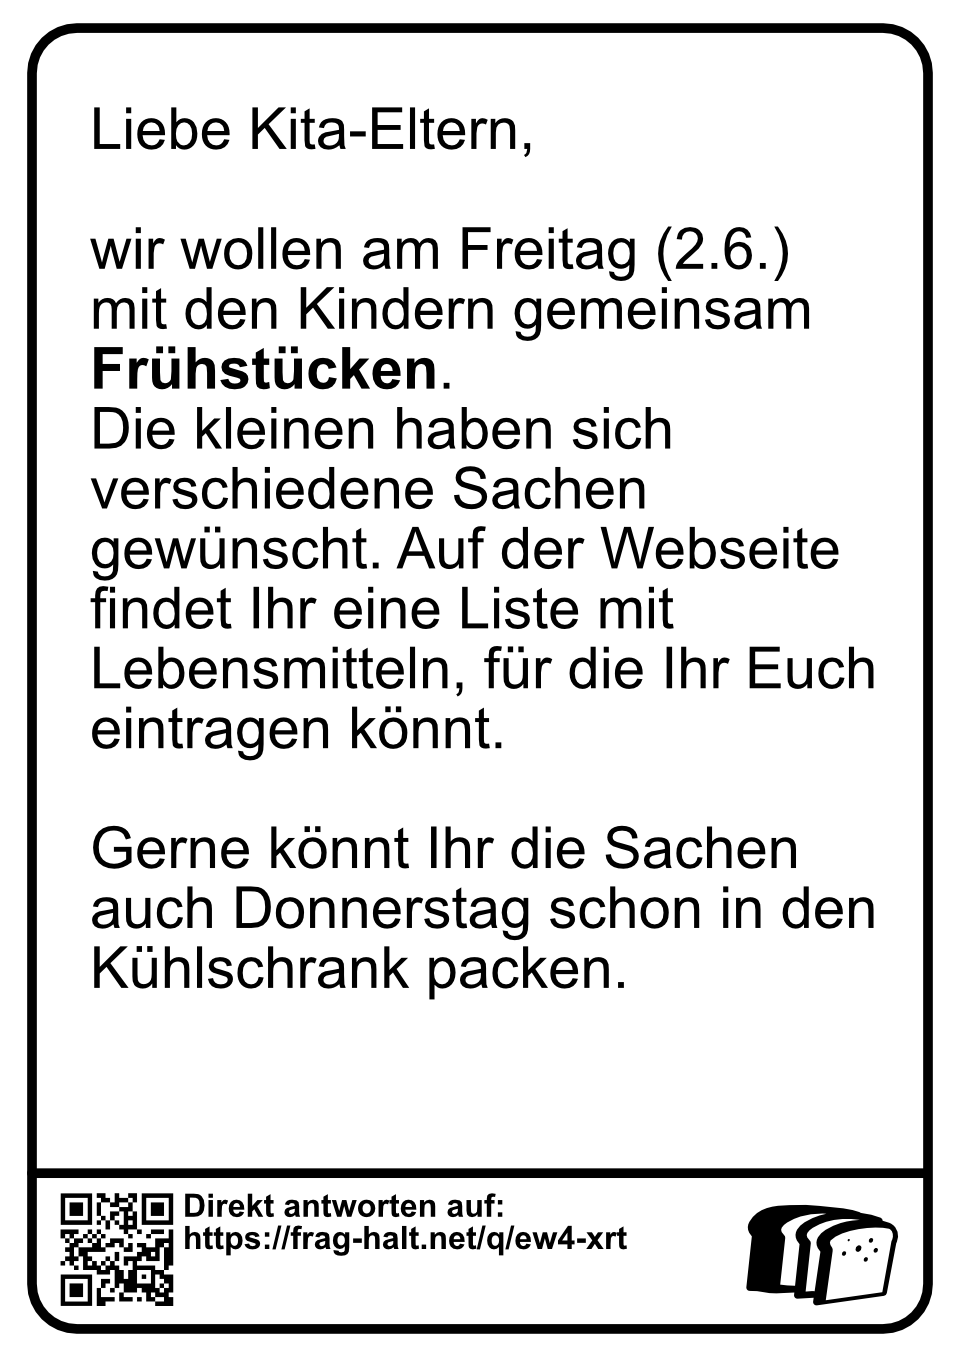 Liebe Kita-Eltern,
wir wollen am Freitag (2.6.)
mit den Kindern gemeinsam
Frühstücken.
Die kleinen haben sich
verschiedene Sachen
gewünscht. Auf der Webseite
findet Ihr eine Liste mit
Lebensmitteln, für die Ihr Euch
eintragen könnt.
Gerne könnt Ihr die Sachen
auch Donnerstag schon in den
Kühlschrank packen.
Direkt antworten auf:
https://frag-halt.net/q/ew4-xrt